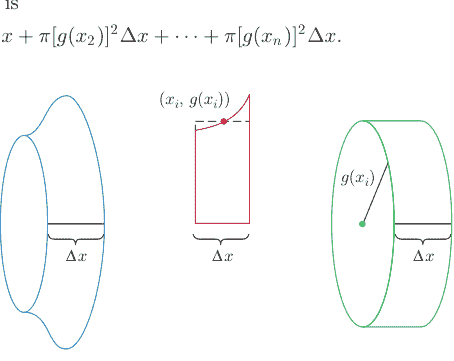 is
x + π[g(x₂)]²Δx + ⋯ + π[g(xₙ)]²Δx.
(xᵢ, g(xᵢ))
g(xᵢ)
Δx Δx Δx